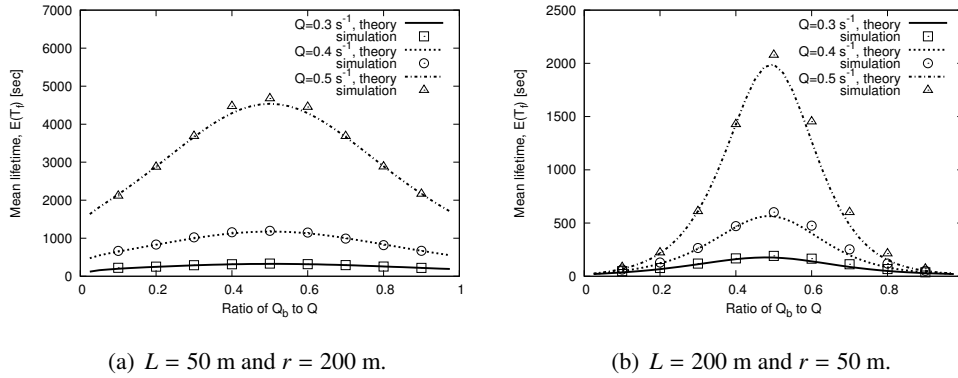 7000
6000
5000
4000
3000
2000
1000
0
Mean lifetime, E(T_f) [sec]
Q=0.3 s⁻¹, theory
simulation
Q=0.4 s⁻¹, theory
simulation
Q=0.5 s⁻¹, theory
simulation
0 0.2 0.4 0.6 0.8 1
Ratio of Q_b to Q
(a) L = 50 m and r = 200 m.
2500
2000
1500
1000
500
0
Mean lifetime, E(T_f) [sec]
Q=0.3 s⁻¹, theory
simulation
Q=0.4 s⁻¹, theory
simulation
Q=0.5 s⁻¹, theory
simulation
0 0.2 0.4 0.6 0.8
Ratio of Q_b to Q
(b) L = 200 m and r = 50 m.